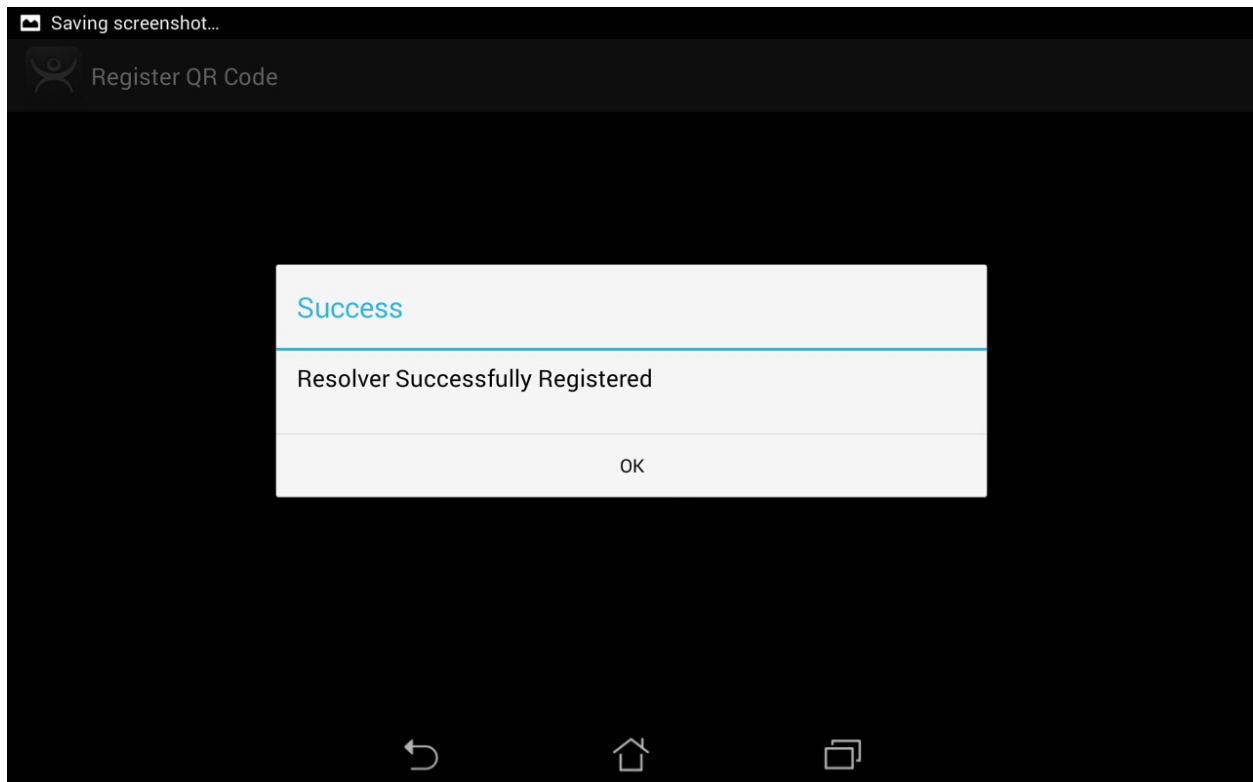 Saving screenshot...
Register QR Code
Success
Resolver Successfully Registered
OK